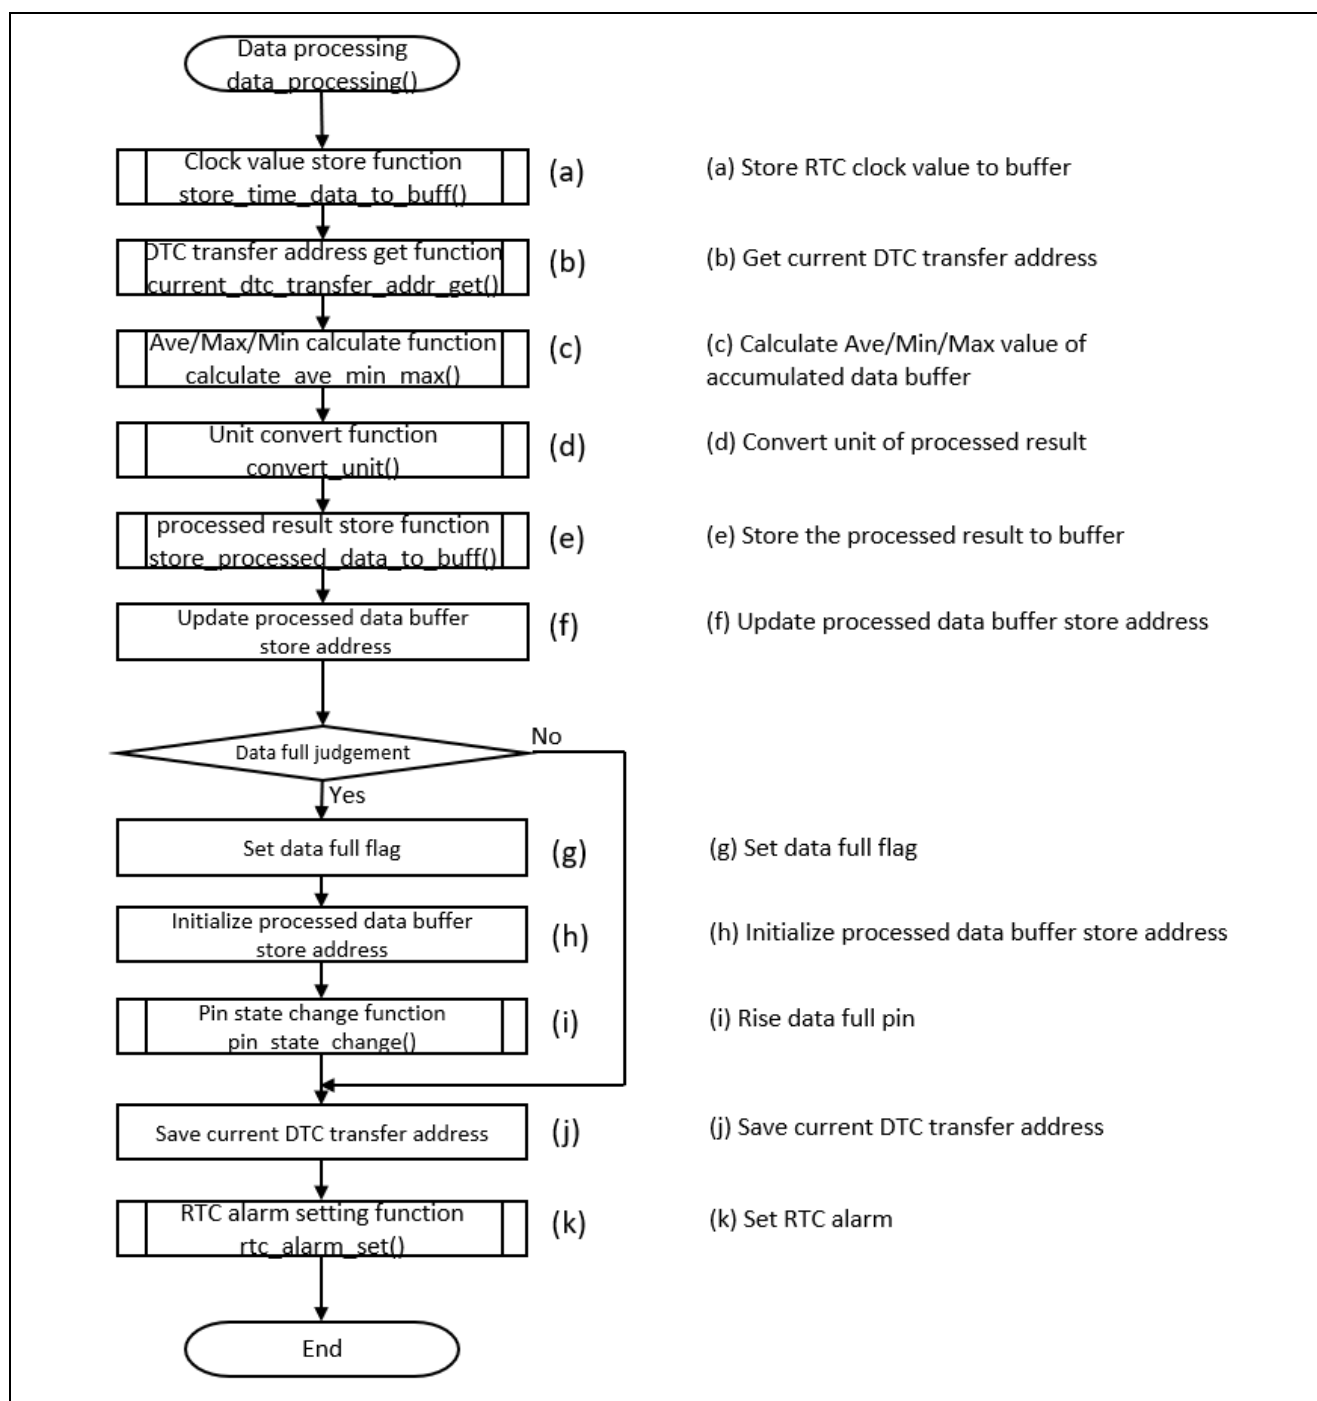 Data processing
data_processing()
Clock value store function
store_time_data_to_buff()
(a)
(a) Store RTC clock value to buffer
DTC transfer address get function
current_dtc_transfer_addr_get()
(b)
(b) Get current DTC transfer address
Ave/Max/Min calculate function
calculate_ave_min_max()
(c)
(c) Calculate Ave/Min/Max value of
accumulated data buffer
Unit convert function
convert_unit()
(d)
(d) Convert unit of processed result
processed result store function
store_processed_data_to_buff()
(e)
(e) Store the processed result to buffer
Update processed data buffer
store address
(f)
(f) Update processed data buffer store address
Data full judgement
No
Yes
Set data full flag
(g)
(g) Set data full flag
Initialize processed data buffer
store address
(h)
(h) Initialize processed data buffer store address
Pin state change function
pin_state_change()
(i)
(i) Rise data full pin
Save current DTC transfer address
(j)
(j) Save current DTC transfer address
RTC alarm setting function
rtc_alarm_set()
(k)
(k) Set RTC alarm
End